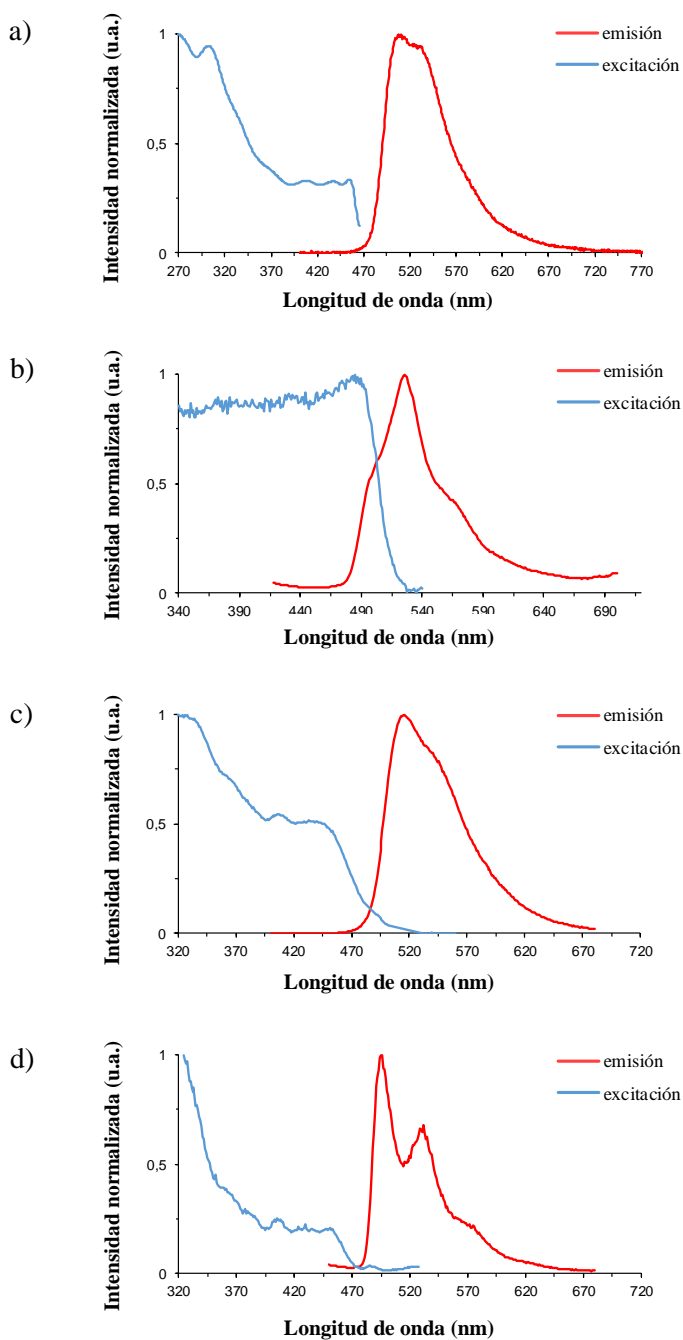 a)
Intensidad normalizada (u.a.)
1
0,5
0
270 320 370 420 470 520 570 620 670 720 770
Longitud de onda (nm)
emisión
excitación
b)
Intensidad normalizada (u.a.)
1
0,5
0
340 390 440 490 540 590 640 690
Longitud de onda (nm)
emisión
excitación
c)
Intensidad normalizada (u.a.)
1
0,5
0
320 370 420 470 520 570 620 670 720
Longitud de onda (nm)
emisión
excitación
d)
Intensidad normalizada (u.a.)
1
0,5
0
320 370 420 470 520 570 620 670 720
Longitud de onda (nm)
emisión
excitación